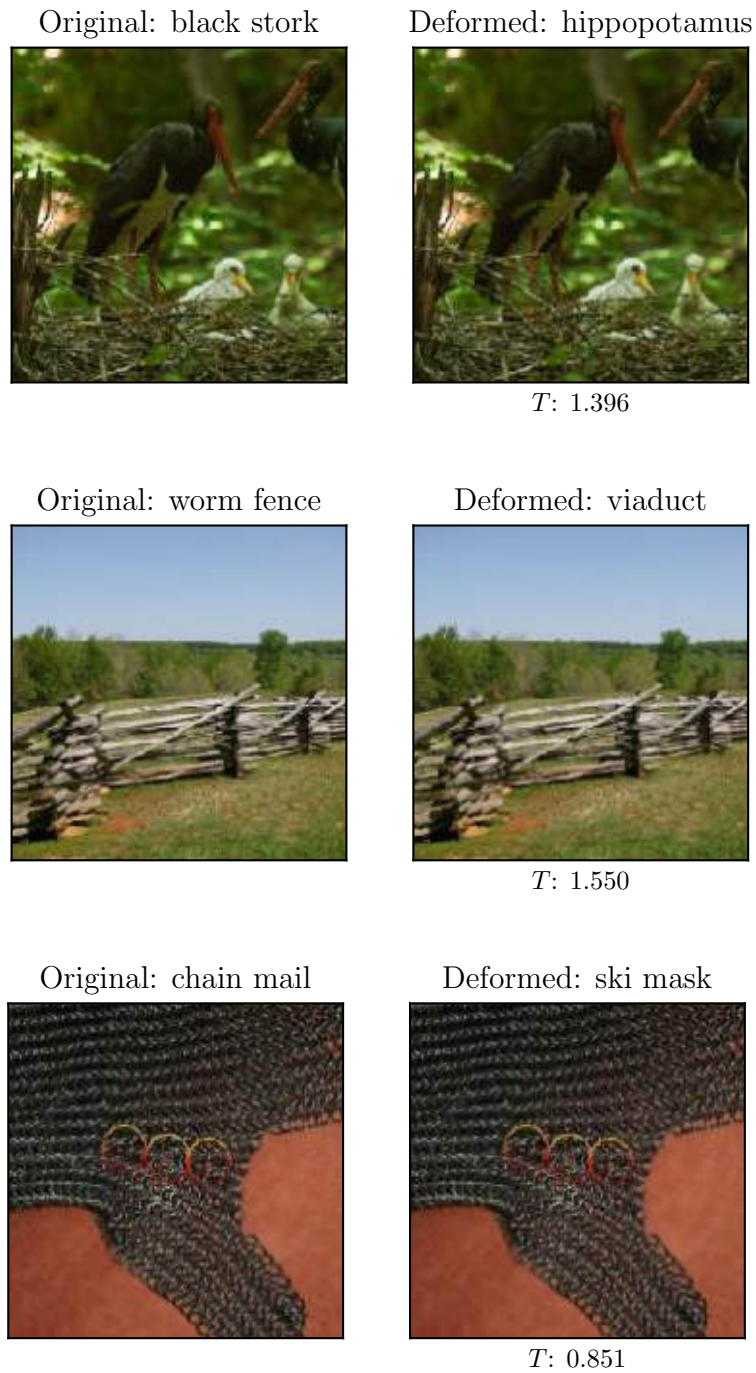 Original: black stork
Deformed: hippopotamus
T: 1.396
Original: worm fence
Deformed: viaduct
T: 1.550
Original: chain mail
Deformed: ski mask
T: 0.851